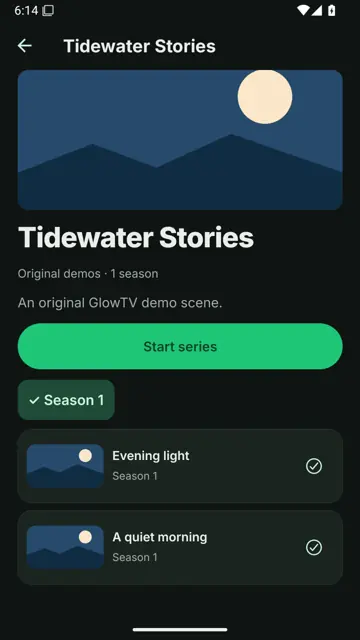 6:14
Tidewater Stories
Tidewater Stories
Original demos · 1 season
An original GlowTV demo scene.
Start series
✓ Season 1
Evening light
Season 1
A quiet morning
Season 1